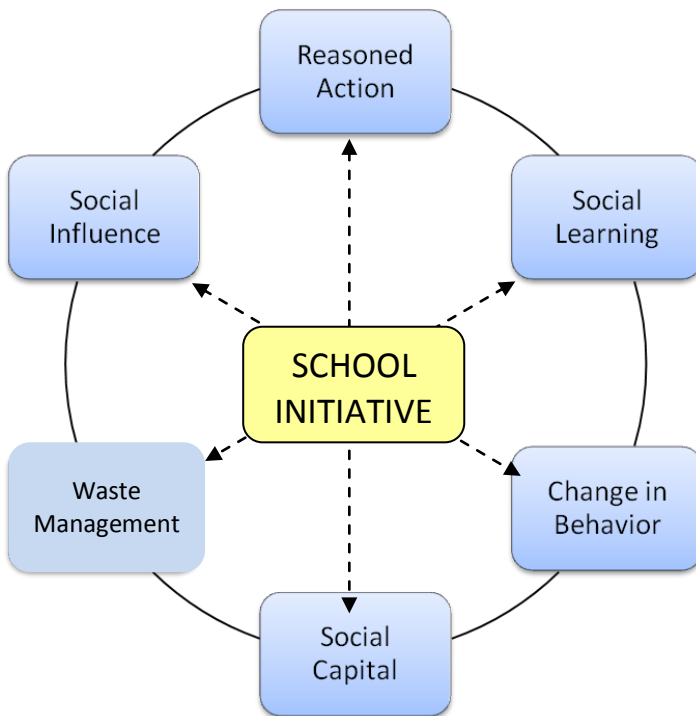 Reasoned
Action
Social
Influence
Social
Learning
SCHOOL
INITIATIVE
Waste
Management
Change in
Behavior
Social
Capital